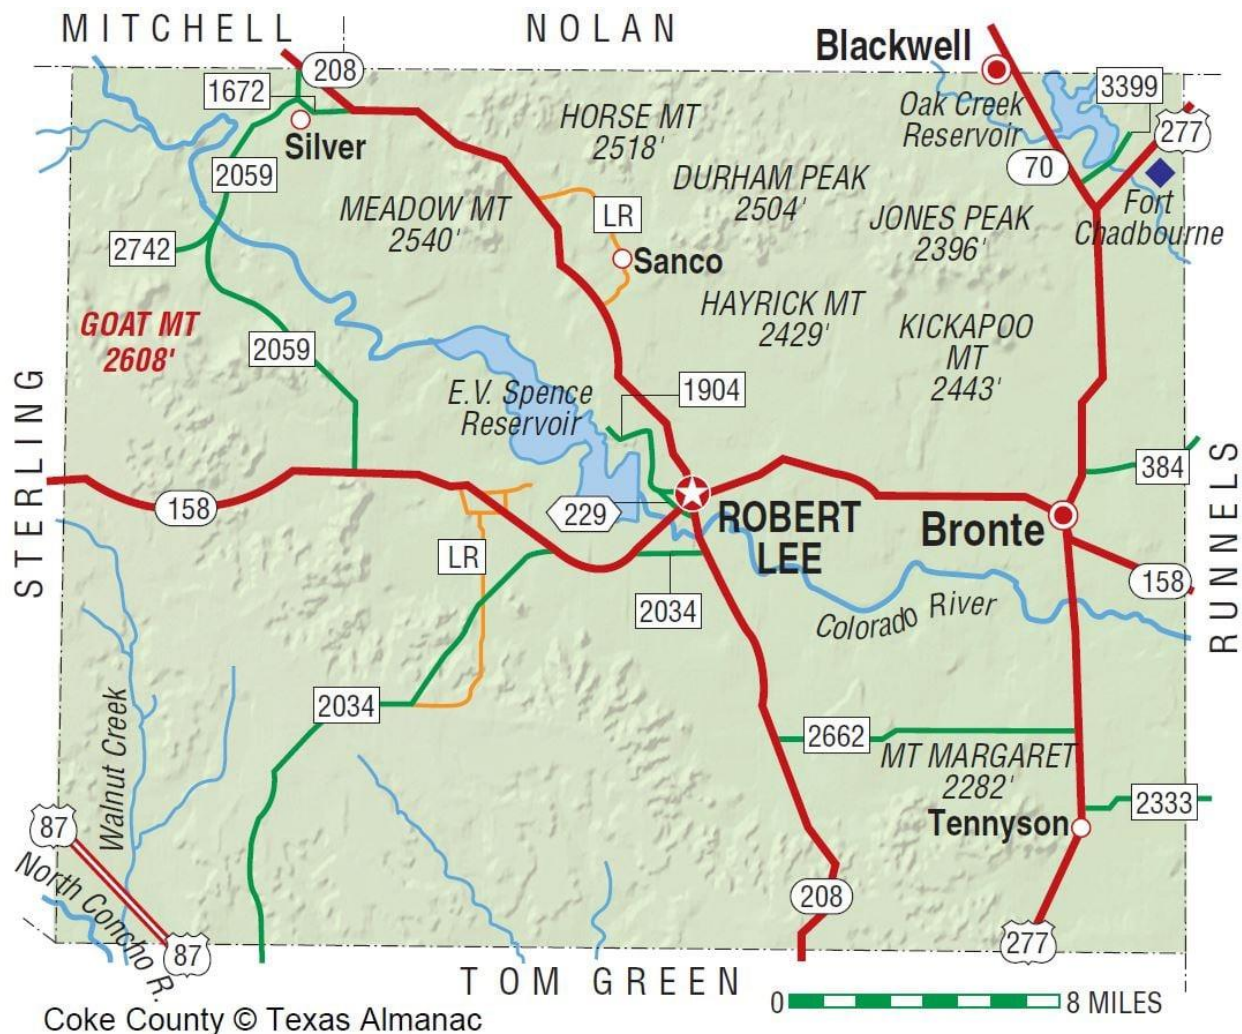 MITCHELL
NOLAN
Blackwell
208
1672
3399
Silver
HORSE MT
2518'
Oak Creek
Reservoir
277
2059
DURHAM PEAK
2504'
70
MEADOW MT
2540'
LR
JONES PEAK
2396'
Fort
Chadbourne
2742
Sanco
GOAT MT
2608'
HAYRICK MT
2429'
KICKAPOO
MT
2443'
2059
E.V. Spence
Reservoir
1904
STERLING
RUNNELS
384
158
229
ROBERT
LEE
Bronte
LR
158
2034
Colorado River
2034
Walnut Creek
2662
MT MARGARET
2282'
2333
Tennyson
87
North Concho R.
208
87
277
TOM GREEN
0
8 MILES
Coke County © Texas Almanac